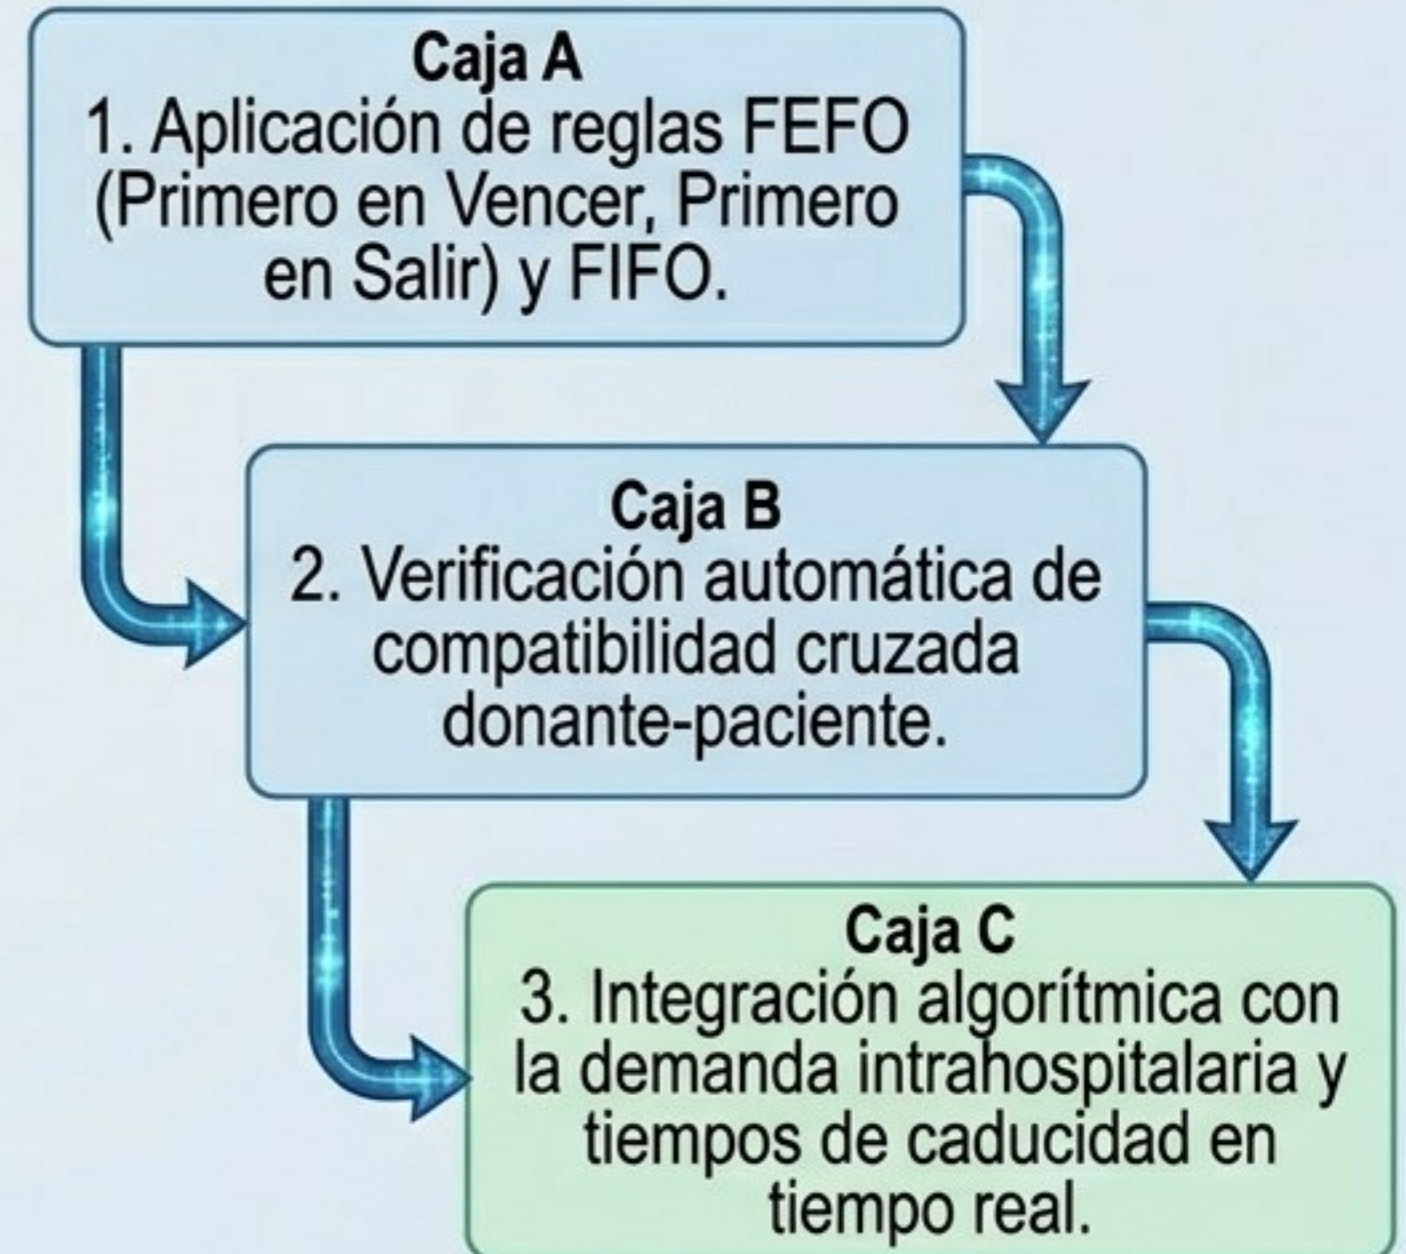 Caja A
1. Aplicación de reglas FEFO
(Primero en Vencer, Primero
en Salir) y FIFO.
Caja B
2. Verificación automática de
compatibilidad cruzada
donante-paciente.
Caja C
3. Integración algorítmica con
la demanda intrahospitalaria y
tiempos de caducidad en
tiempo real.